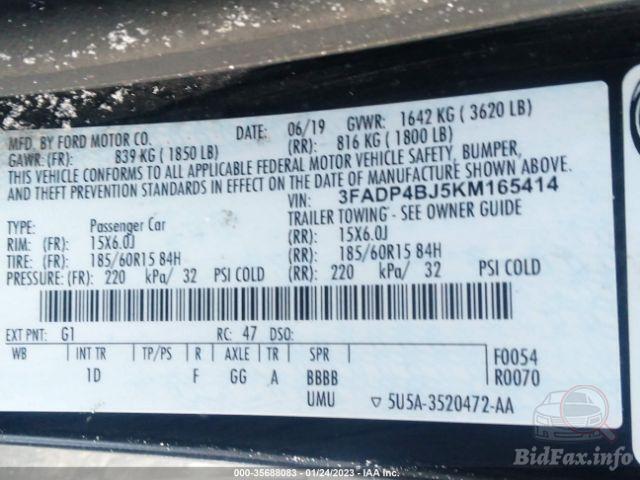 MFD. BY FORD MOTOR CO. DATE: 06/19 GVWR: 1642 KG ( 3620 LB)
GAWR: (FR): 839 KG ( 1850 LB) (RR): 816 KG ( 1800 LB)
THIS VEHICLE CONFORMS TO ALL APPLICABLE FEDERAL MOTOR VEHICLE SAFETY, BUMPER,
AND THEFT PREVENTION STANDARDS IN EFFECT ON THE DATE OF MANUFACTURE SHOWN ABOVE.
VIN: 3FADP4BJ5KM165414
TYPE: Passenger Car TRAILER TOWING - SEE OWNER GUIDE
RIM: (FR): 15X6.0J (RR): 15X6.0J
TIRE: (FR): 185/60R15 84H (RR): 185/60R15 84H
PRESSURE: (FR): 220 kPa/ 32 PSI COLD (RR): 220 kPa/ 32 PSI COLD
EXT PNT: G1 RC: 47 DSO:
WB INT TR TP/PS R AXLE TR SPR F0054
1D F GG A BBBB R0070
UMU ▽ 5U5A-3520472-AA
BidFax.info
000-35688083 - 01/24/2023 - IAAI.COM